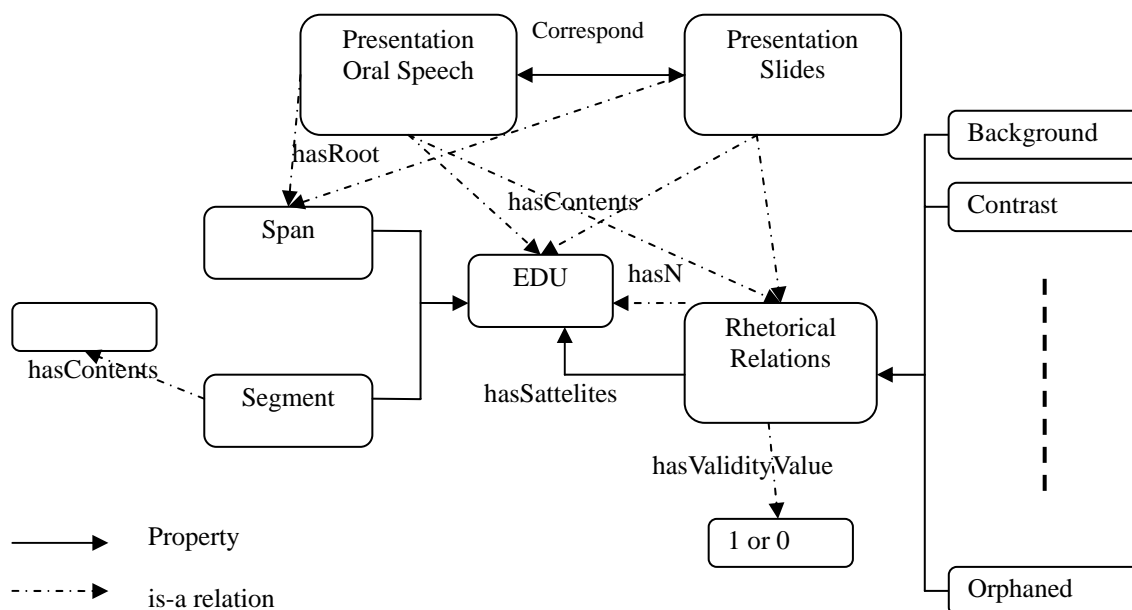 Presentation
Oral Speech
Correspond
Presentation
Slides
Background
hasRoot
hasContents
Contrast
Span
EDU
hasN
Rhetorical
Relations
hasContents
Segment
hasSattelites
hasValidityValue
Property
1 or 0
is-a relation
Orphaned